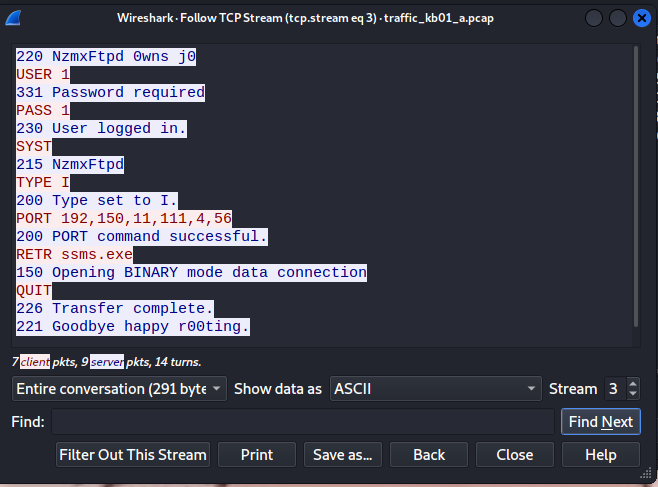 Wireshark · Follow TCP Stream (tcp.stream eq 3) · traffic_kb01_a.pcap
220 NzmxFtpd 0wns j0
USER 1
331 Password required
PASS 1
230 User logged in.
SYST
215 NzmxFtpd
TYPE I
200 Type set to I.
PORT 192,150,11,111,4,56
200 PORT command successful.
RETR ssms.exe
150 Opening BINARY mode data connection
QUIT
226 Transfer complete.
221 Goodbye happy r00ting.
7 client pkts, 9 server pkts, 14 turns.
Entire conversation (291 byte Show data as ASCII Stream 3
Find: Find Next
Filter Out This Stream Print Save as... Back Close Help